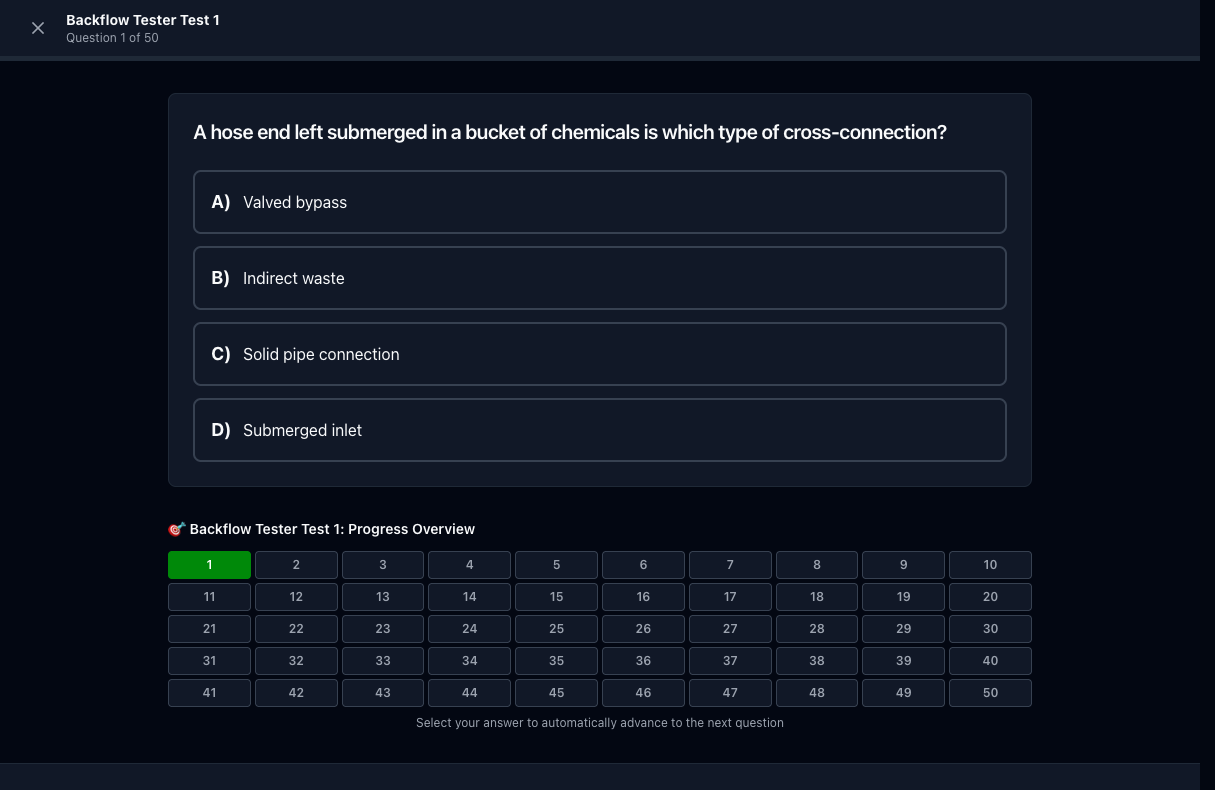 Backflow Tester Test 1
Question 1 of 50
A hose end left submerged in a bucket of chemicals is which type of cross-connection?
A) Valved bypass
B) Indirect waste
C) Solid pipe connection
D) Submerged inlet
🎯 Backflow Tester Test 1: Progress Overview
1 2 3 4 5 6 7 8 9 10
11 12 13 14 15 16 17 18 19 20
21 22 23 24 25 26 27 28 29 30
31 32 33 34 35 36 37 38 39 40
41 42 43 44 45 46 47 48 49 50
Select your answer to automatically advance to the next question